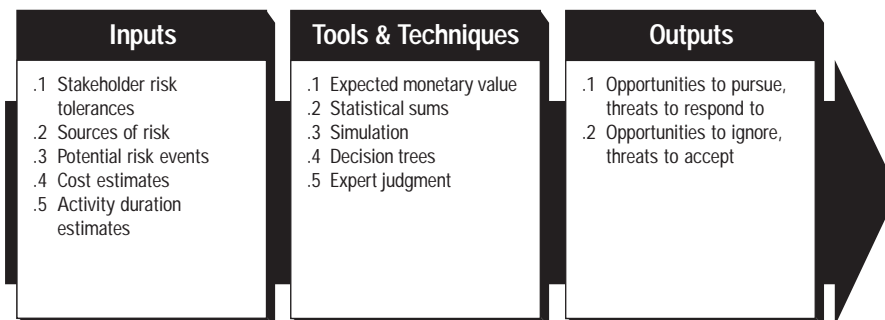 Inputs
.1 Stakeholder risk
tolerances
.2 Sources of risk
.3 Potential risk events
.4 Cost estimates
.5 Activity duration
estimates
Tools & Techniques
.1 Expected monetary value
.2 Statistical sums
.3 Simulation
.4 Decision trees
.5 Expert judgment
Outputs
.1 Opportunities to pursue,
threats to respond to
.2 Opportunities to ignore,
threats to accept